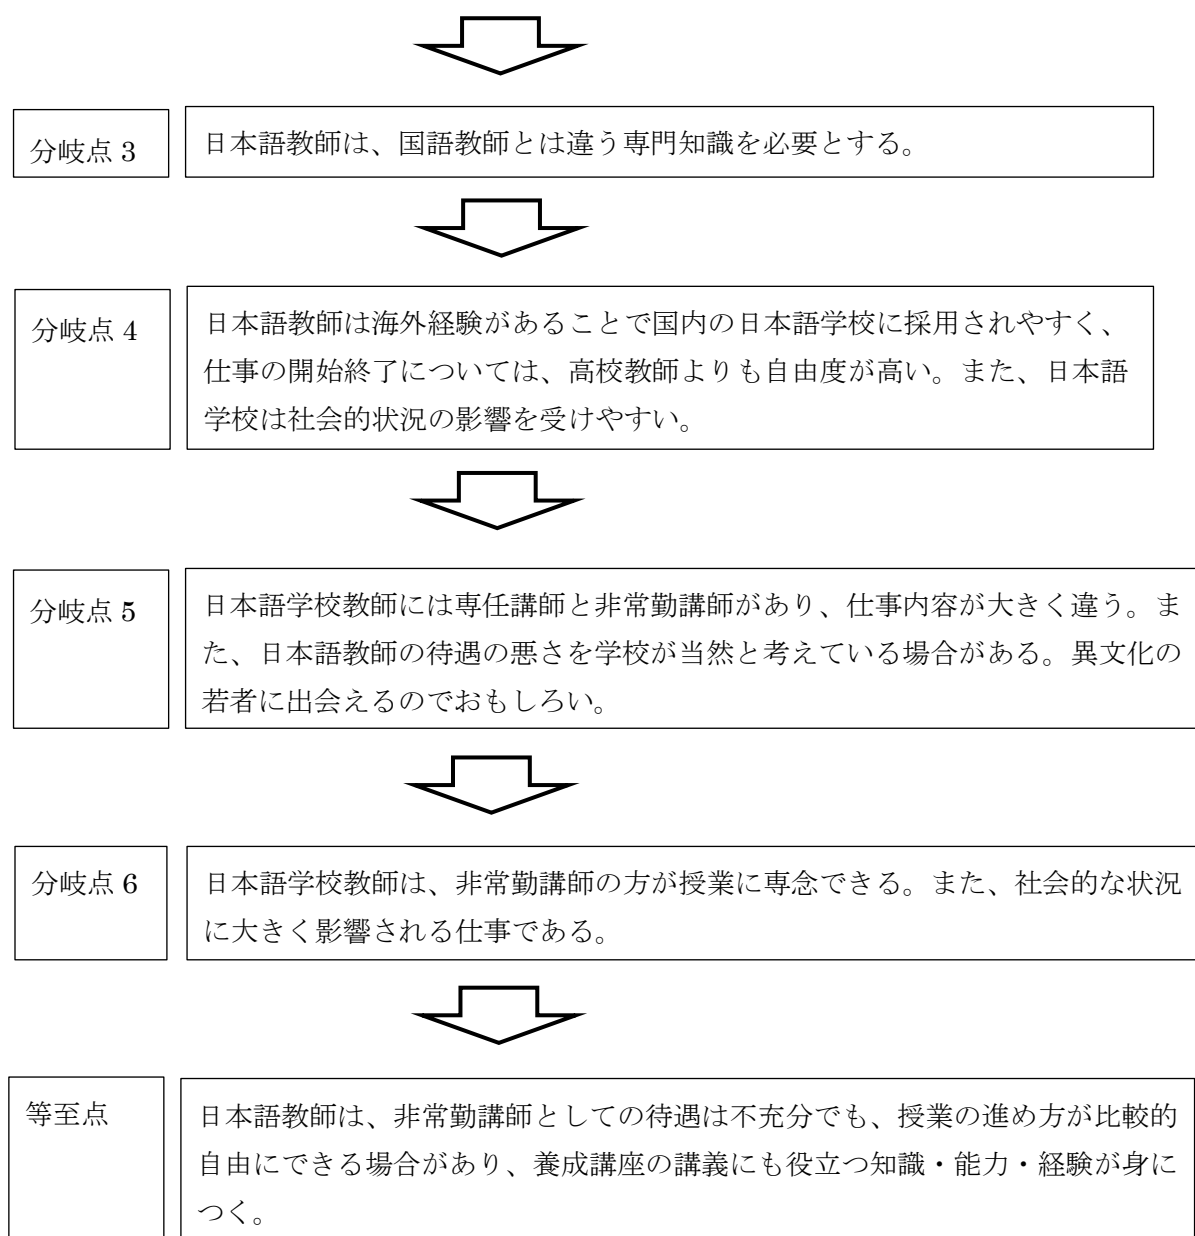 分岐点 3
日本語教師は、国語教師とは違う専門知識を必要とする。
分岐点 4
日本語教師は海外経験があることで国内の日本語学校に採用されやすく、
仕事の開始終了については、高校教師よりも自由度が高い。また、日本語
学校は社会的状況の影響を受けやすい。
分岐点 5
日本語学校教師には専任講師と非常勤講師があり、仕事内容が大きく違う。ま
た、日本語教師の待遇の悪さを学校が当然と考えている場合がある。異文化の
若者に出会えるのでおもしろい。
分岐点 6
日本語学校教師は、非常勤講師の方が授業に専念できる。また、社会的な状況
に大きく影響される仕事である。
等至点
日本語教師は、非常勤講師としての待遇は不充分でも、授業の進め方が比較的
自由にできる場合があり、養成講座の講義にも役立つ知識・能力・経験が身に
つく。